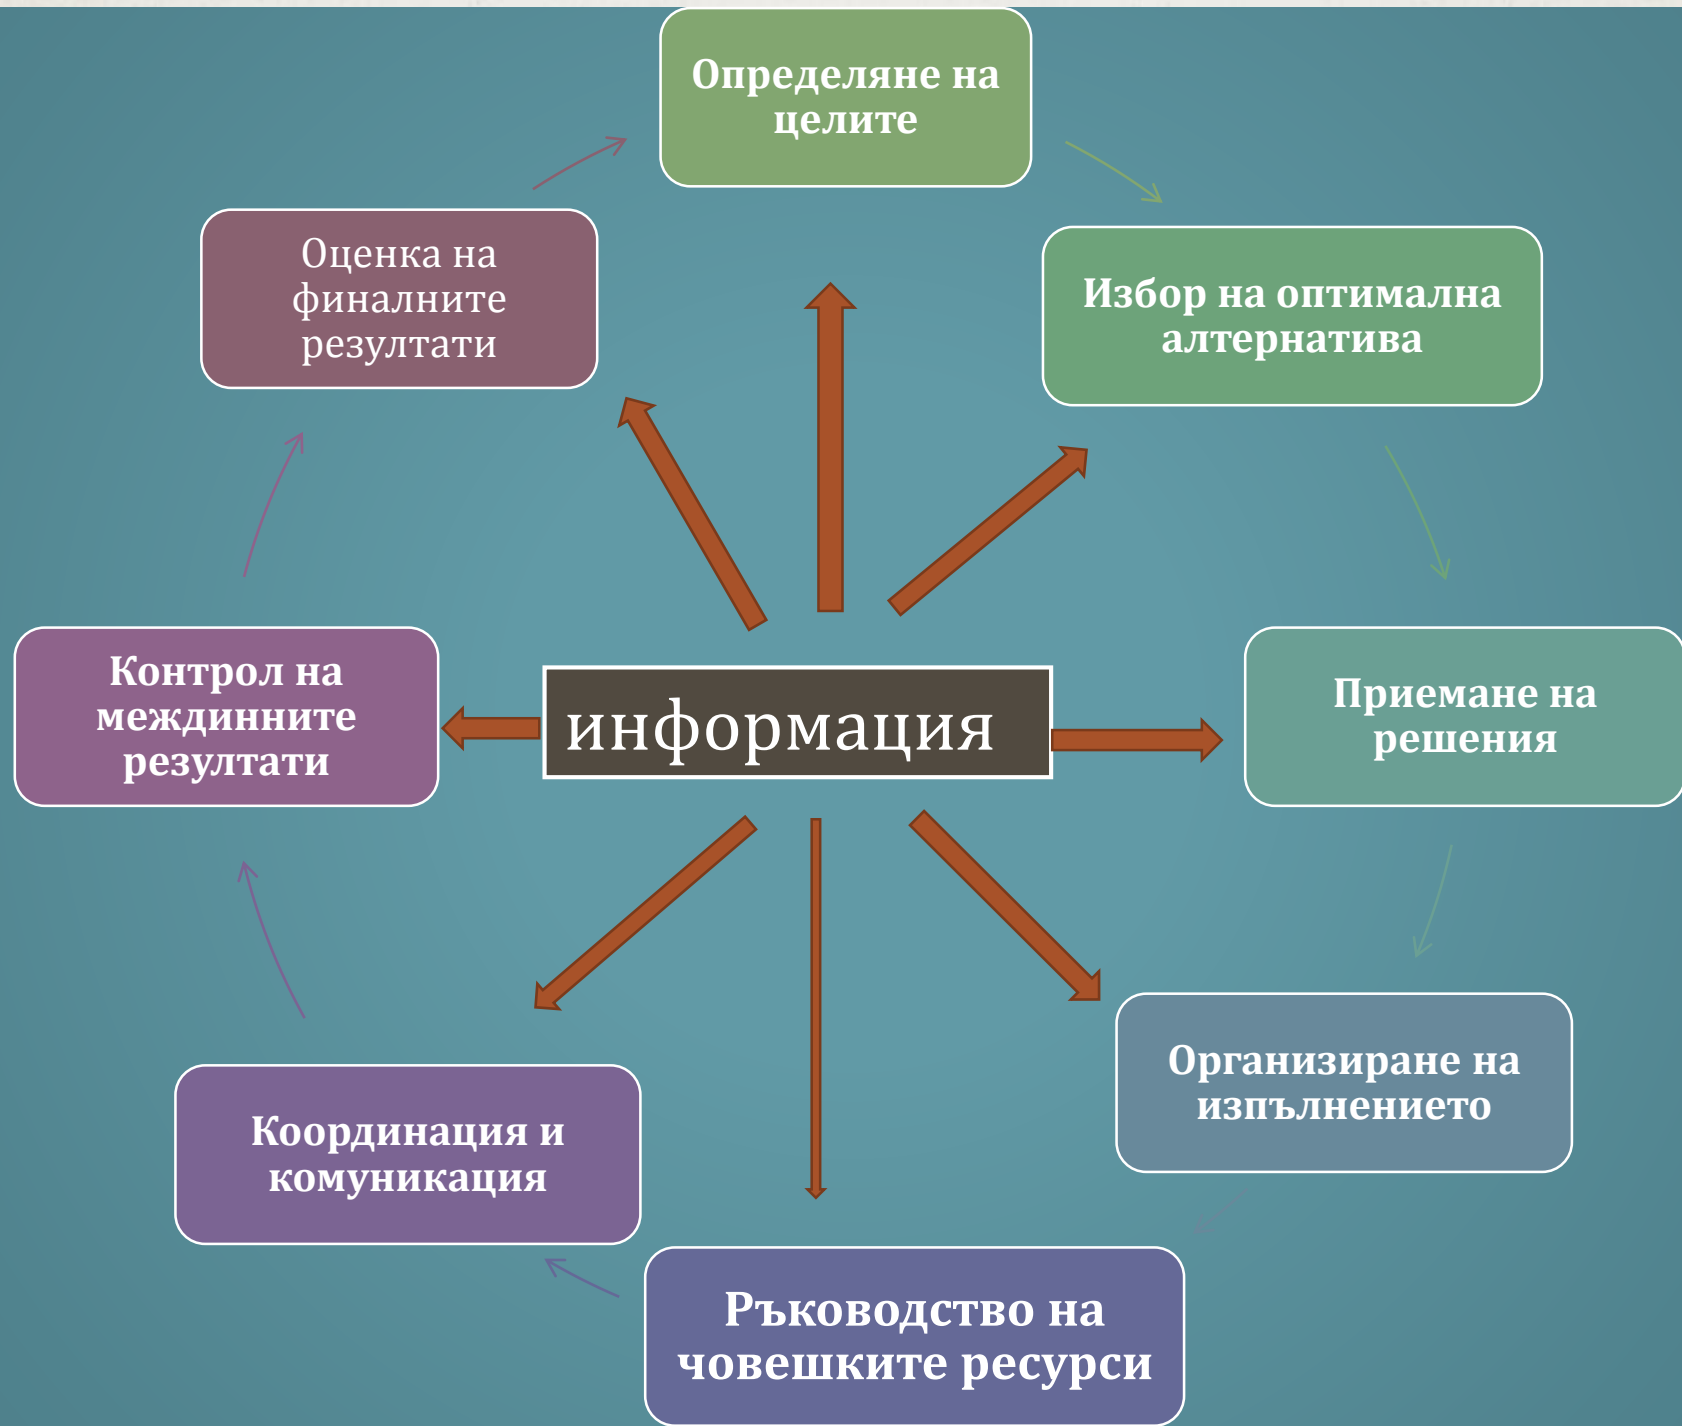 Определяне на
целите
Избор на оптимална
алтернатива
Приемане на
решения
Организиране на
изпълнението
Ръководство на
човешките ресурси
Координация и
комуникация
Контрол на
междинните
резултати
Оценка на
финалните
резултати
информация